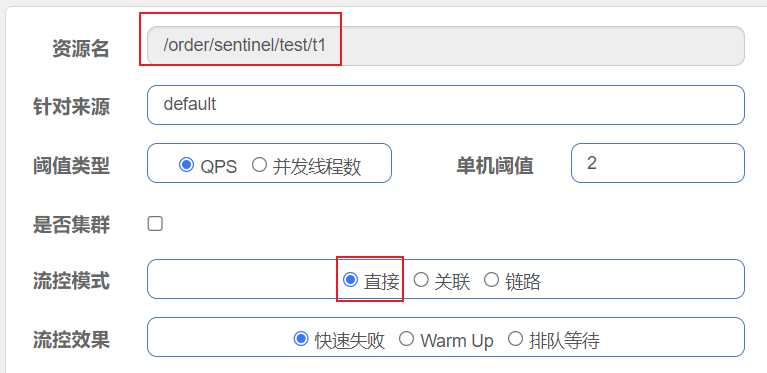 资源名 /order/sentinel/test/t1
针对来源 default
阈值类型 QPS 并发线程数 单机阈值 2
是否集群
流控模式 直接 关联 链路
流控效果 快速失败 Warm Up 排队等待